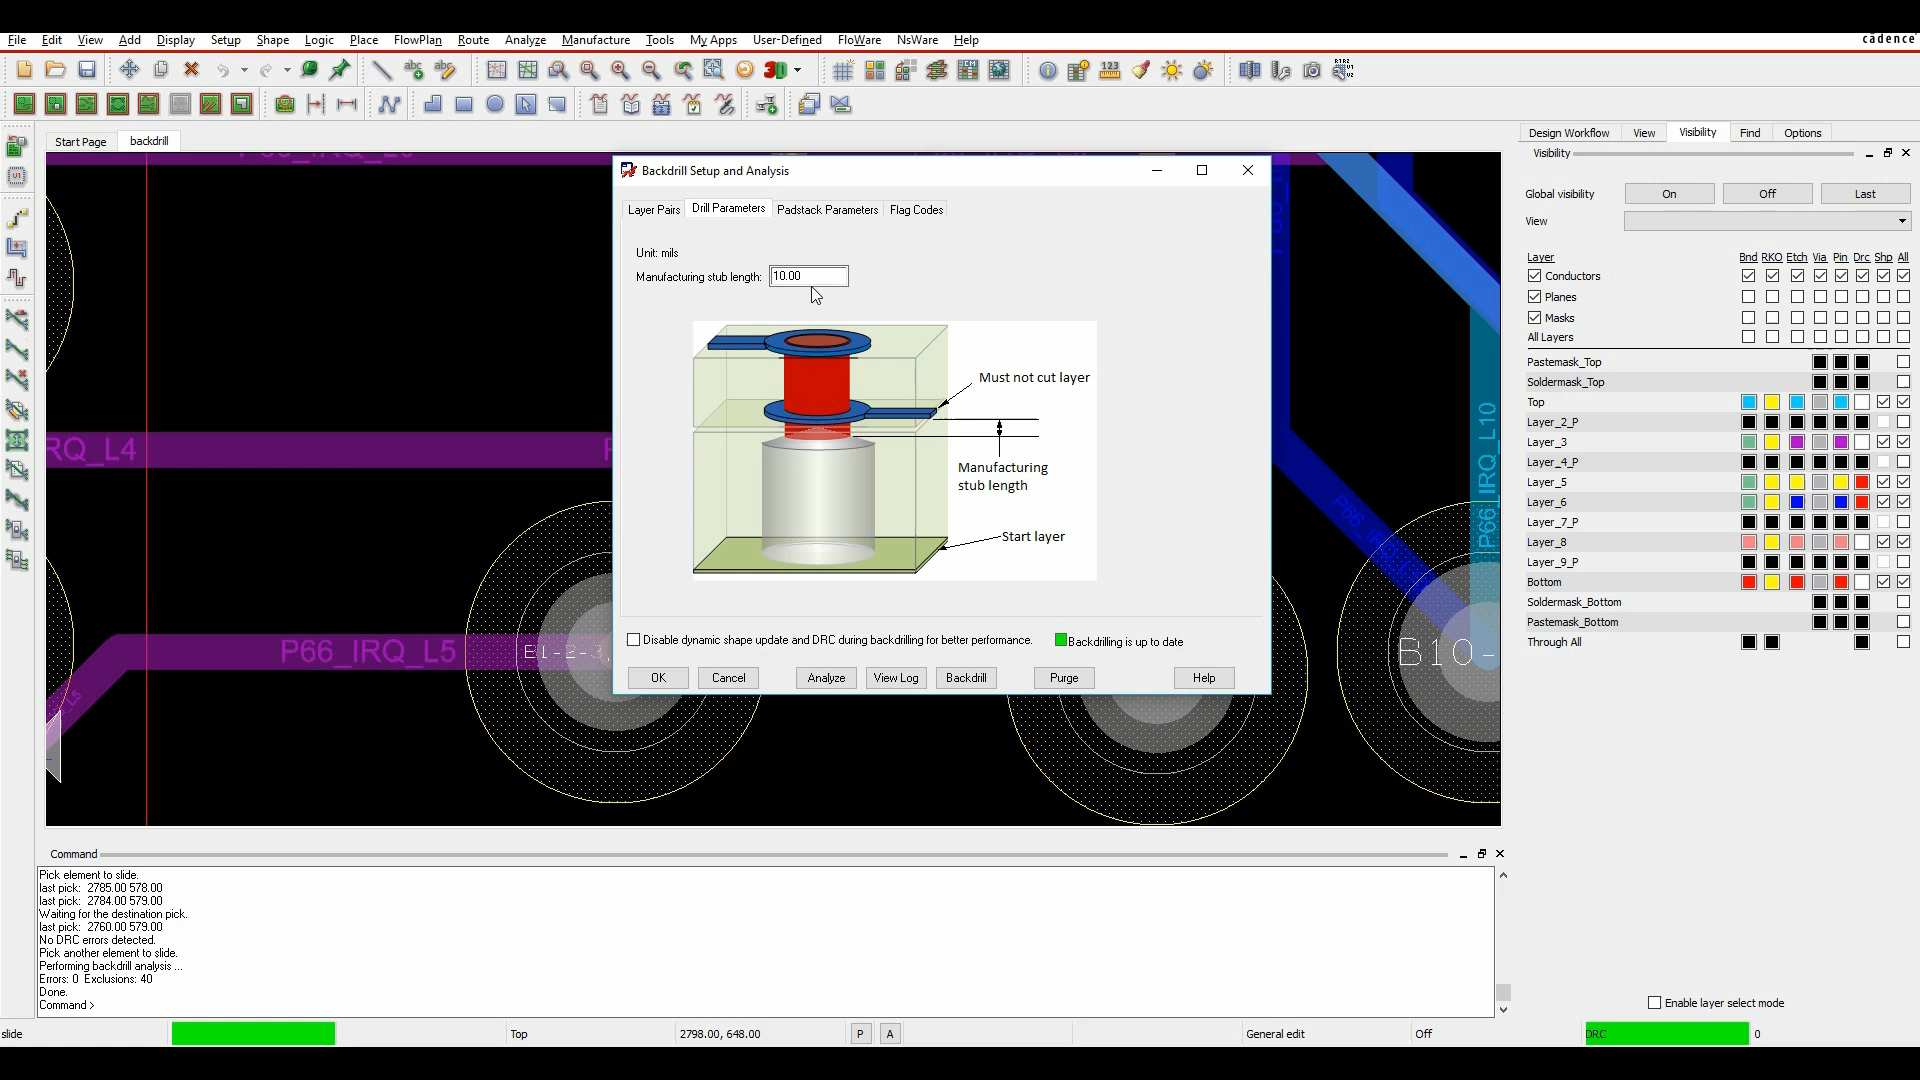 File Edit View Add Display Setup Shape Logic Place FlowPlan Route Analyze Manufacture Tools My Apps User-Defined FloWare NsWare Help
cādence
Start Page backdrill
RQ_L4
P66_IRQ_L5
P66_IRQ_L10
B10-
Backdrill Setup and Analysis
Layer Pairs Drill Parameters Padstack Parameters Flag Codes
Unit: mils
Manufacturing stub length: 10.00
Must not cut layer
Manufacturing
stub length
Start layer
Disable dynamic shape update and DRC during backdrilling for better performance. Backdrilling is up to date
OK Cancel Analyze View Log Backdrill Purge Help
Design Workflow View Visibility Find Options
Visibility
Global visibility On Off Last
View
Layer Bnd RKO Etch Via Pin Drc Shp All
Conductors
Planes
Masks
All Layers
Pastemask_Top
Soldermask_Top
Top
Layer_2_P
Layer_3
Layer_4_P
Layer_5
Layer_6
Layer_7_P
Layer_8
Layer_9_P
Bottom
Soldermask_Bottom
Pastemask_Bottom
Through All
Enable layer select mode
Command
Pick element to slide.
last pick: 2785.00 578.00
last pick: 2784.00 579.00
Waiting for the destination pick.
last pick: 2760.00 579.00
No DRC errors detected.
Pick another element to slide.
Performing backdrill analysis ...
Errors: 0 Exclusions: 40
Done.
Command >
slide Top 2798.00, 648.00 P A General edit Off DRC 0